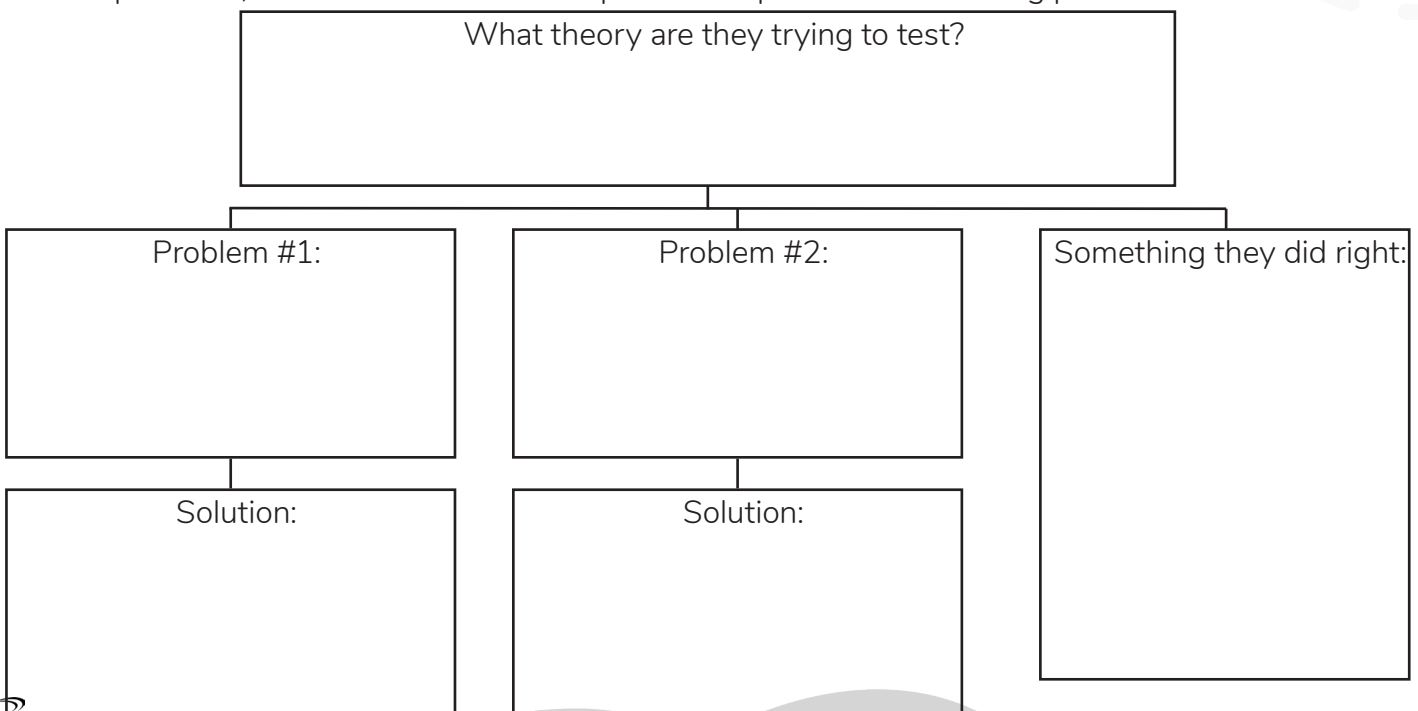 What theory are they trying to test?
Problem #1:
Problem #2:
Something they did right:
Solution:
Solution: